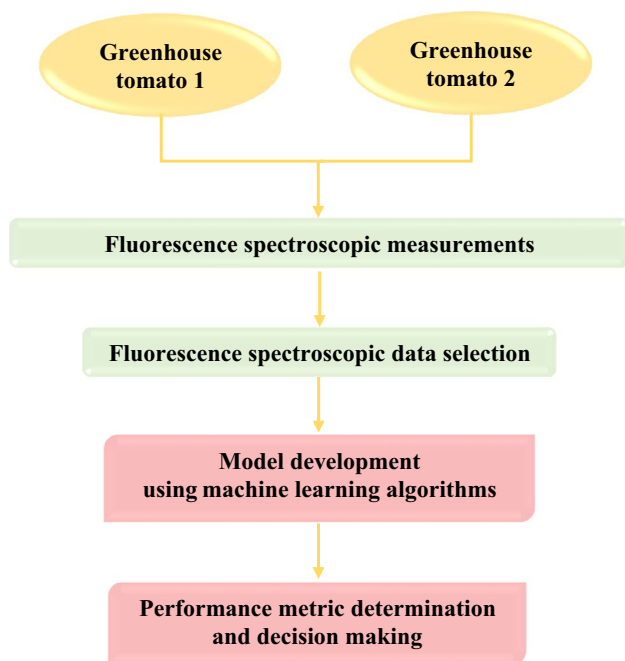 Greenhouse
tomato 1
Greenhouse
tomato 2
Fluorescence spectroscopic measurements
Fluorescence spectroscopic data selection
Model development
using machine learning algorithms
Performance metric determination
and decision making